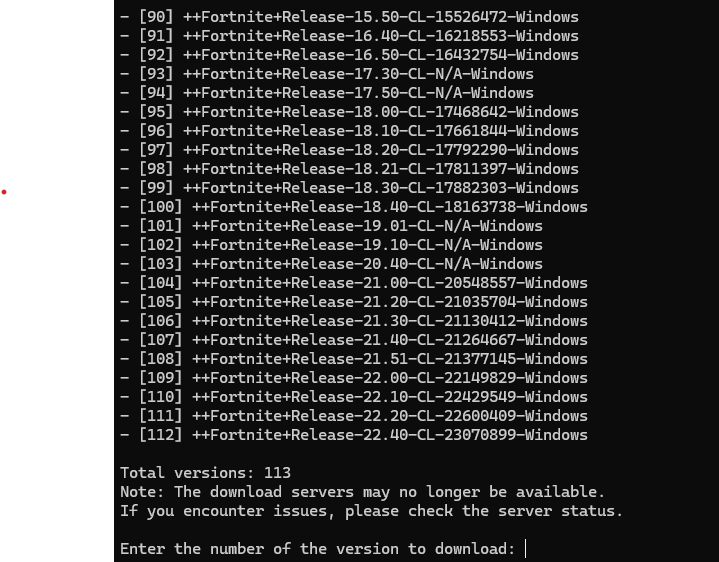 - [90] ++Fortnite+Release-15.50-CL-15526472-Windows
- [91] ++Fortnite+Release-16.40-CL-16218553-Windows
- [92] ++Fortnite+Release-16.50-CL-16432754-Windows
- [93] ++Fortnite+Release-17.30-CL-N/A-Windows
- [94] ++Fortnite+Release-17.50-CL-N/A-Windows
- [95] ++Fortnite+Release-18.00-CL-17468642-Windows
- [96] ++Fortnite+Release-18.10-CL-17661844-Windows
- [97] ++Fortnite+Release-18.20-CL-17792290-Windows
- [98] ++Fortnite+Release-18.21-CL-17811397-Windows
- [99] ++Fortnite+Release-18.30-CL-17882303-Windows
- [100] ++Fortnite+Release-18.40-CL-18163738-Windows
- [101] ++Fortnite+Release-19.01-CL-N/A-Windows
- [102] ++Fortnite+Release-19.10-CL-N/A-Windows
- [103] ++Fortnite+Release-20.40-CL-N/A-Windows
- [104] ++Fortnite+Release-21.00-CL-20548557-Windows
- [105] ++Fortnite+Release-21.20-CL-21035704-Windows
- [106] ++Fortnite+Release-21.30-CL-21130412-Windows
- [107] ++Fortnite+Release-21.40-CL-21264667-Windows
- [108] ++Fortnite+Release-21.51-CL-21377145-Windows
- [109] ++Fortnite+Release-22.00-CL-22149829-Windows
- [110] ++Fortnite+Release-22.10-CL-22429549-Windows
- [111] ++Fortnite+Release-22.20-CL-22600409-Windows
- [112] ++Fortnite+Release-22.40-CL-23070899-Windows
Total versions: 113
Note: The download servers may no longer be available.
If you encounter issues, please check the server status.
Enter the number of the version to download: